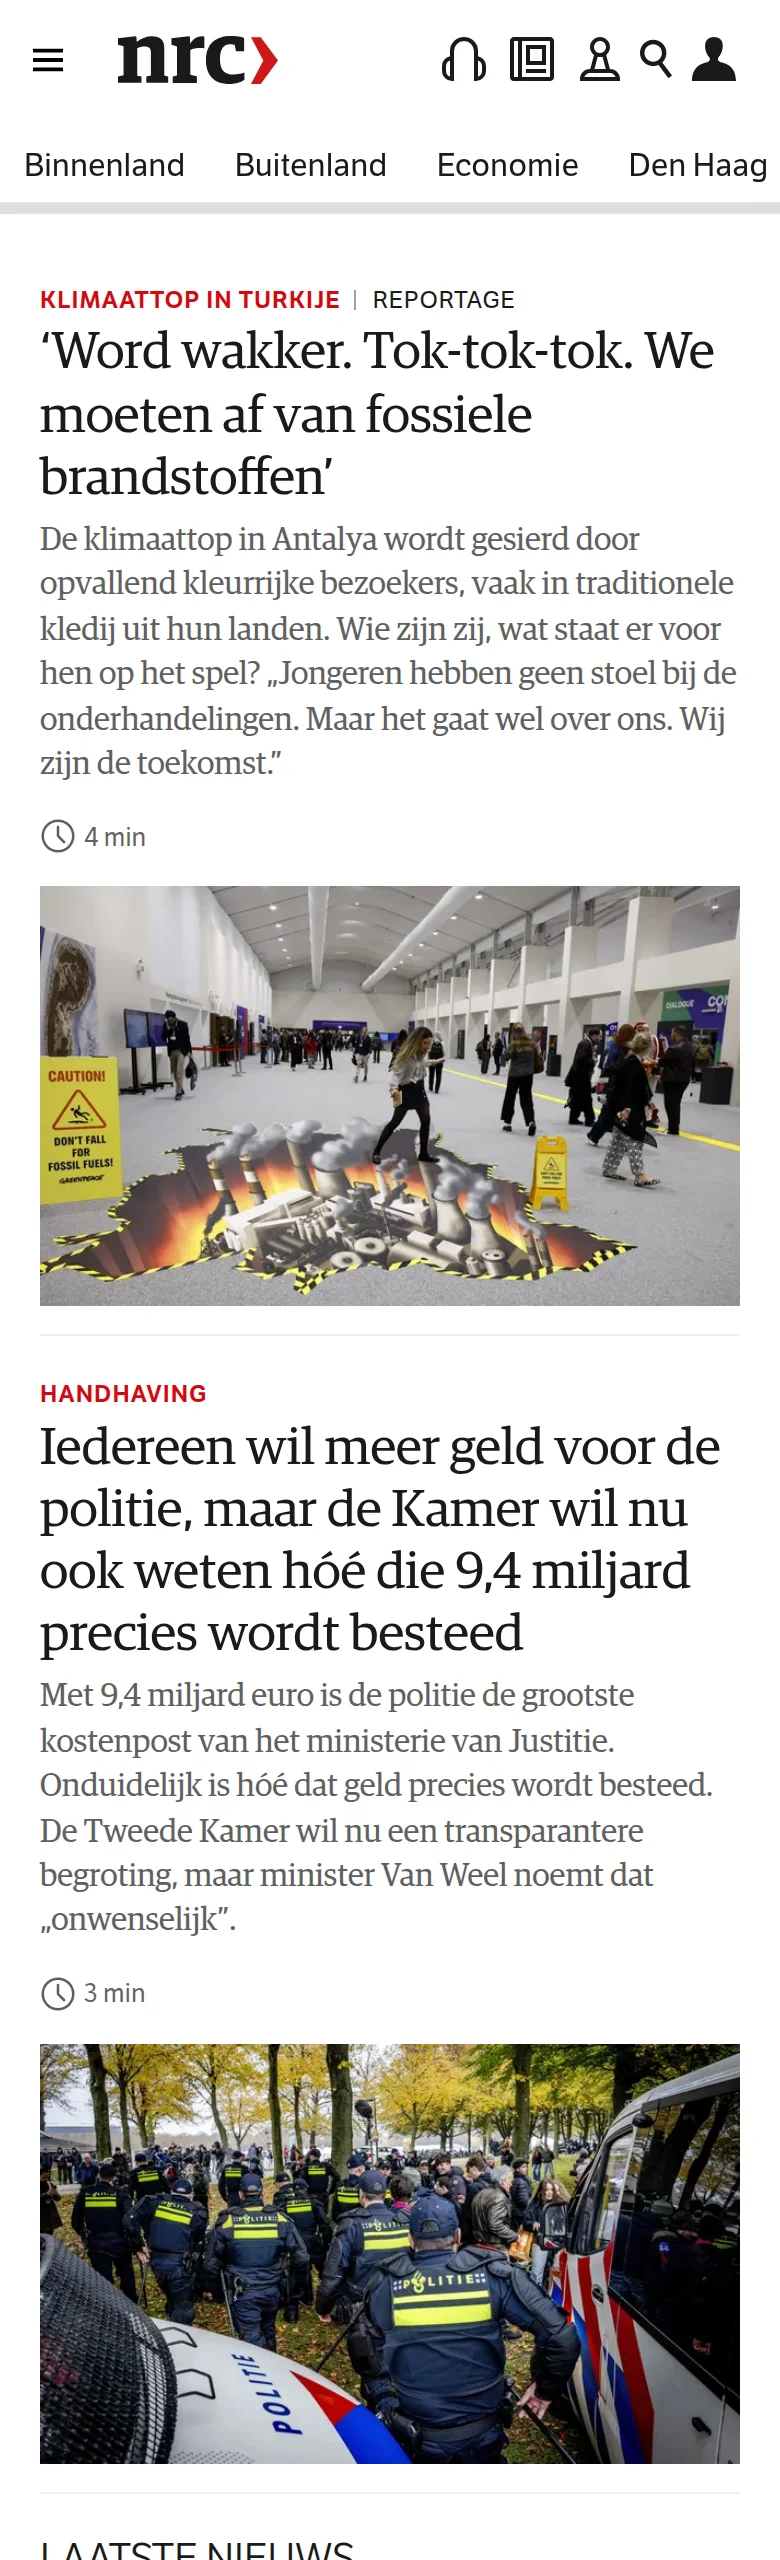 nrc
Binnenland Buitenland Economie Den Haag
KLIMAATTOP IN TURKIJE | REPORTAGE
‘Word wakker. Tok-tok-tok. We
moeten af van fossiele
brandstoffen’
De klimaattop in Antalya wordt gesierd door
opvallend kleurrijke bezoekers, vaak in traditionele
kledij uit hun landen. Wie zijn zij, wat staat er voor
hen op het spel? „Jongeren hebben geen stoel bij de
onderhandelingen. Maar het gaat wel over ons. Wij
zijn de toekomst.”
4 min
DIALOGUE
CAUTION!
DON'T FALL
FOR
FOSSIL FUELS!
GREENPEACE
HANDHAVING
Iedereen wil meer geld voor de
politie, maar de Kamer wil nu
ook weten hóé die 9,4 miljard
precies wordt besteed
Met 9,4 miljard euro is de politie de grootste
kostenpost van het ministerie van Justitie.
Onduidelijk is hóé dat geld precies wordt besteed.
De Tweede Kamer wil nu een transparantere
begroting, maar minister Van Weel noemt dat
„onwenselijk”.
3 min
POLITIE
POLITIE
POLITIE
POLITIE
LAATSTE NIEUWS